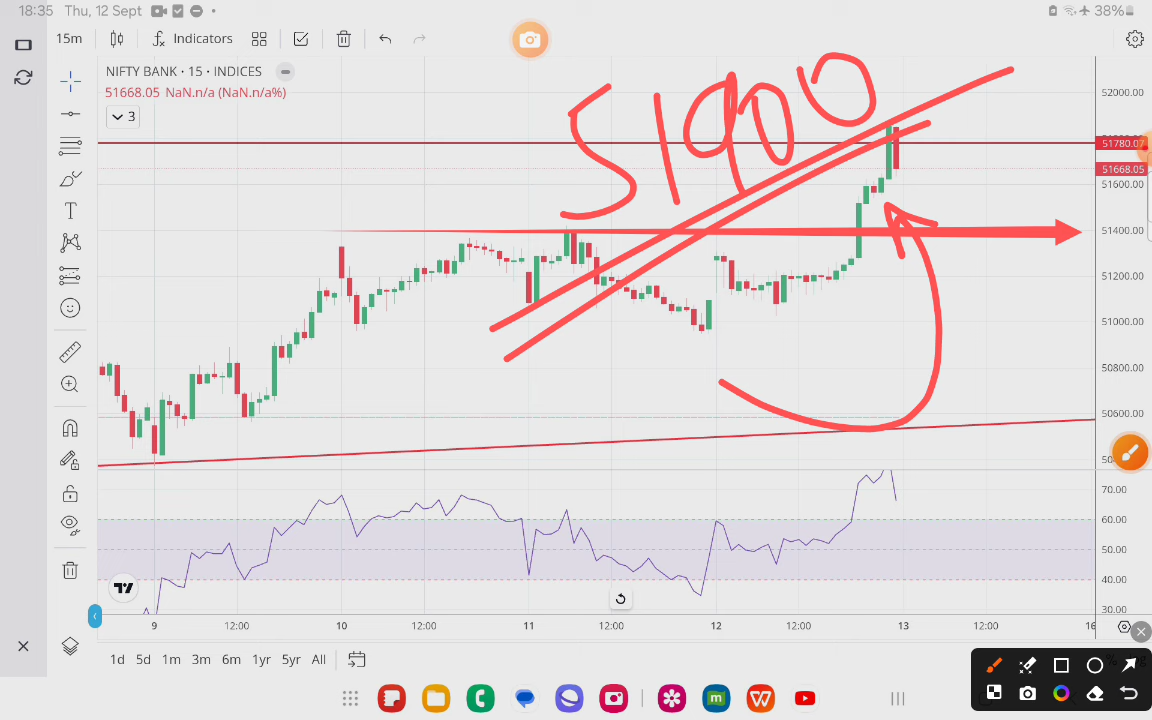 18:35 Thu, 12 Sept 38%
15m Indicators
NIFTY BANK · 15 · INDICES
51668.05 NaN.n/a (NaN.n/a%)
3
51900
52000.00
51780.07
51668.05
51600.00
51400.00
51200.00
51000.00
50800.00
50600.00
70.00
60.00
50.00
40.00
30.00
9 12:00 10 12:00 11 12:00 12 12:00 13 12:00 16
1d 5d 1m 3m 6m 1yr 5yr All